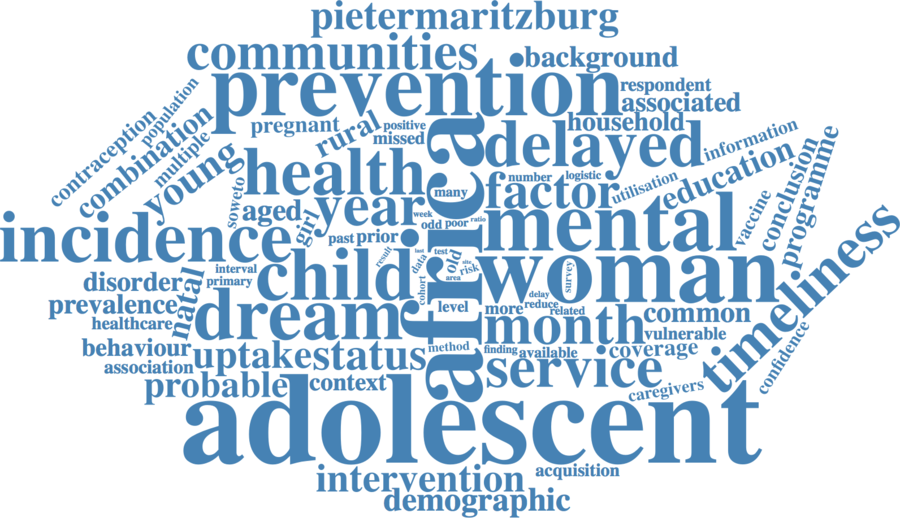 pietermaritzburg
communities
background
prevention
respondent
associated
population
contraception
combination
multiple
pregnant
rural
positive
missed
household
delayed
information
young
health
africa
many
number
logistic
factor
utilisation
education
conclusion
programme
soweto
aged
girl
year
week
odd
poor
ratio
mental
vaccine
incidence
past
prior
result
last
test
data
old
site
risk
area
cohort
woman
survey
timeliness
disorder
natal
interval
primary
child
prevalence
healthcare
dream
level
more
delay
reduce
related
month
common
vulnerable
behaviour
association
uptake
status
method
finding
available
coverage
confidence
probable
context
service
caregivers
adolescent
intervention
acquisition
demographic